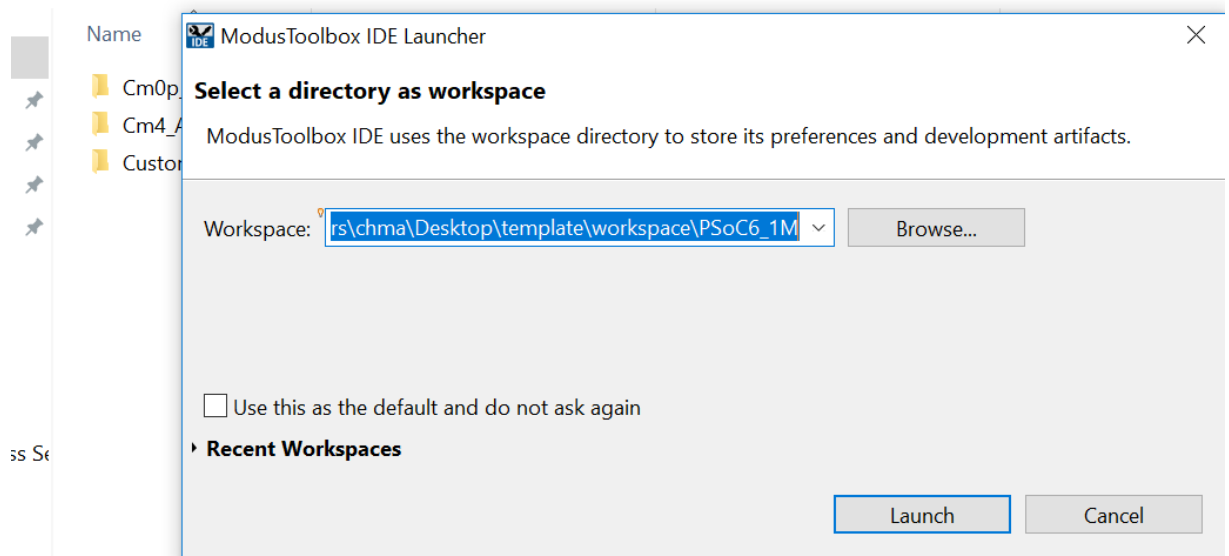 Name
IDE
ModusToolbox IDE Launcher
Select a directory as workspace
Cm0p_
Cm4_A
Custor
ModusToolbox IDE uses the workspace directory to store its preferences and development artifacts.
Workspace: rs\chma\Desktop\template\workspace\PSoC6_1M Browse...
Use this as the default and do not ask again
ss Se
Recent Workspaces
Launch Cancel